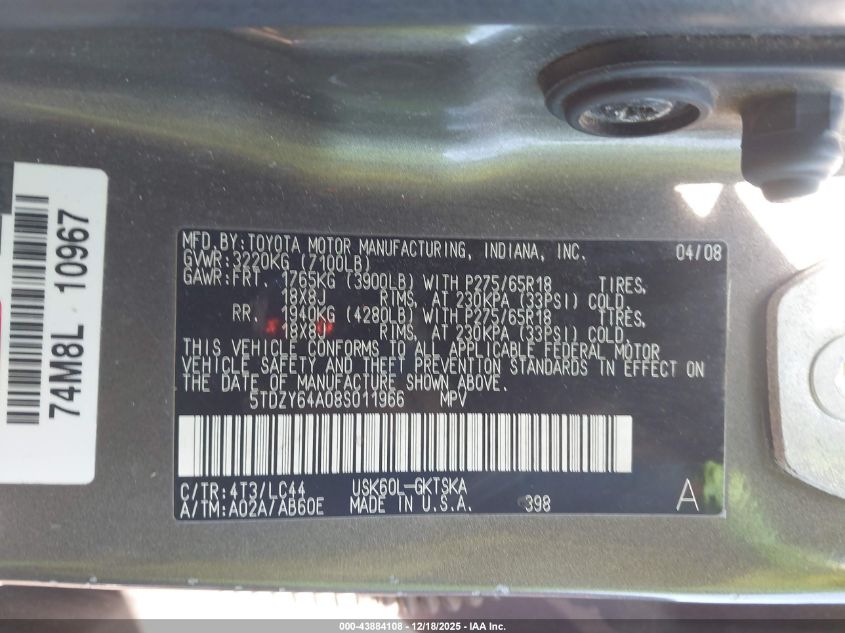 74M8L 10967
MFD. BY: TOYOTA MOTOR MANUFACTURING, INDIANA, INC. 04/08
GVWR: 3220KG (7100LB)
GAWR: FRT. 1765KG (3900LB) WITH P275/65R18 TIRES,
18X8J RIMS, AT 230KPA (33PSI) COLD.
RR. 1940KG (4280LB) WITH P275/65R18 TIRES,
18X8J RIMS, AT 230KPA (33PSI) COLD.
THIS VEHICLE CONFORMS TO ALL APPLICABLE FEDERAL MOTOR
VEHICLE SAFETY AND THEFT PREVENTION STANDARDS IN EFFECT ON
THE DATE OF MANUFACTURE SHOWN ABOVE.
5TDZY64A08S011966 MPV
C/TR: 4T3/LC44 USK60L-GKTSKA
A/TM: A02A/AB60E MADE IN U.S.A. 398 A
000-43884108 - 12/18/2025 - IAA Inc.